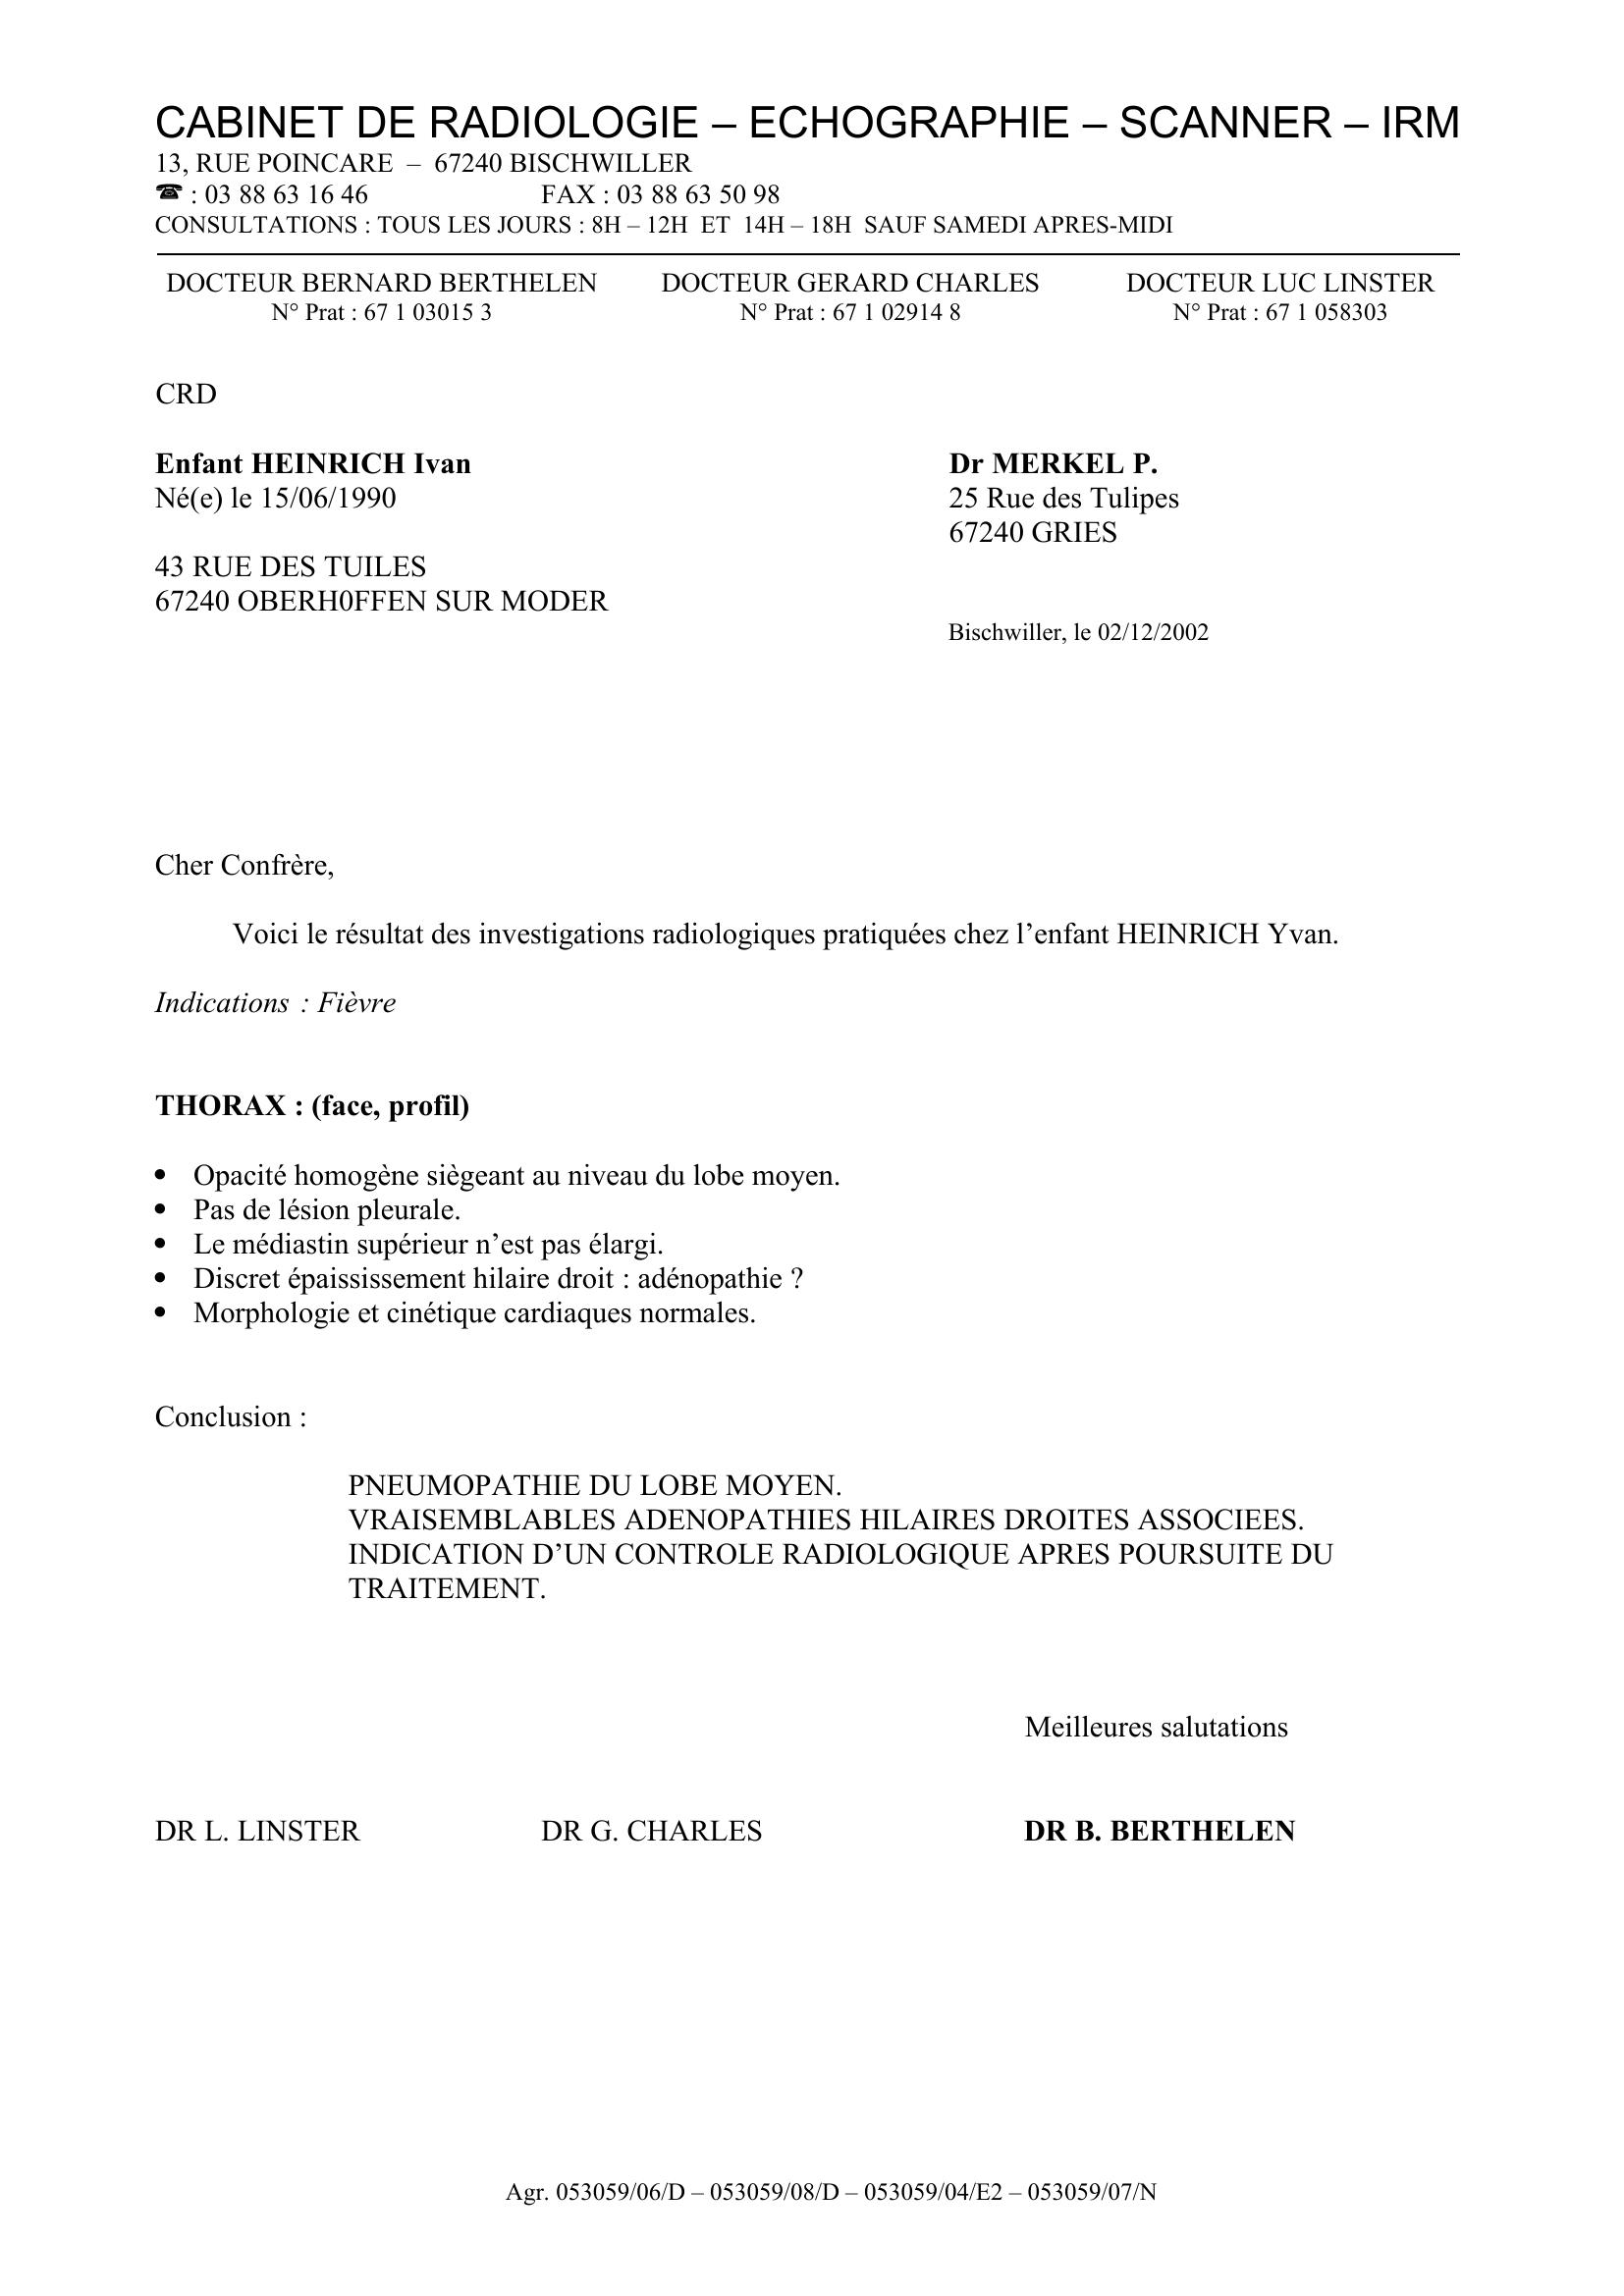 CABINET DE RADIOLOGIE – ECHOGRAPHIE – SCANNER – IRM
13, RUE POINCARE – 67240 BISCHWILLER
☎ : 03 88 63 16 46 FAX : 03 88 63 50 98
CONSULTATIONS : TOUS LES JOURS : 8H – 12H ET 14H – 18H SAUF SAMEDI APRES-MIDI
DOCTEUR BERNARD BERTHELEN DOCTEUR GERARD CHARLES DOCTEUR LUC LINSTER
N° Prat : 67 1 03015 3 N° Prat : 67 1 02914 8 N° Prat : 67 1 058303
CRD
Enfant HEINRICH Ivan
Né(e) le 15/06/1990
43 RUE DES TUILES
67240 OBERH0FFEN SUR MODER
Dr MERKEL P.
25 Rue des Tulipes
67240 GRIES
Bischwiller, le 02/12/2002
Cher Confrère,
Voici le résultat des investigations radiologiques pratiquées chez l’enfant HEINRICH Yvan.
Indications : Fièvre
THORAX : (face, profil)
• Opacité homogène siègeant au niveau du lobe moyen.
• Pas de lésion pleurale.
• Le médiastin supérieur n’est pas élargi.
• Discret épaississement hilaire droit : adénopathie ?
• Morphologie et cinétique cardiaques normales.
Conclusion :
PNEUMOPATHIE DU LOBE MOYEN.
VRAISEMBLABLES ADENOPATHIES HILAIRES DROITES ASSOCIEES.
INDICATION D’UN CONTROLE RADIOLOGIQUE APRES POURSUITE DU
TRAITEMENT.
Meilleures salutations
DR L. LINSTER DR G. CHARLES DR B. BERTHELEN
Agr. 053059/06/D – 053059/08/D – 053059/04/E2 – 053059/07/N